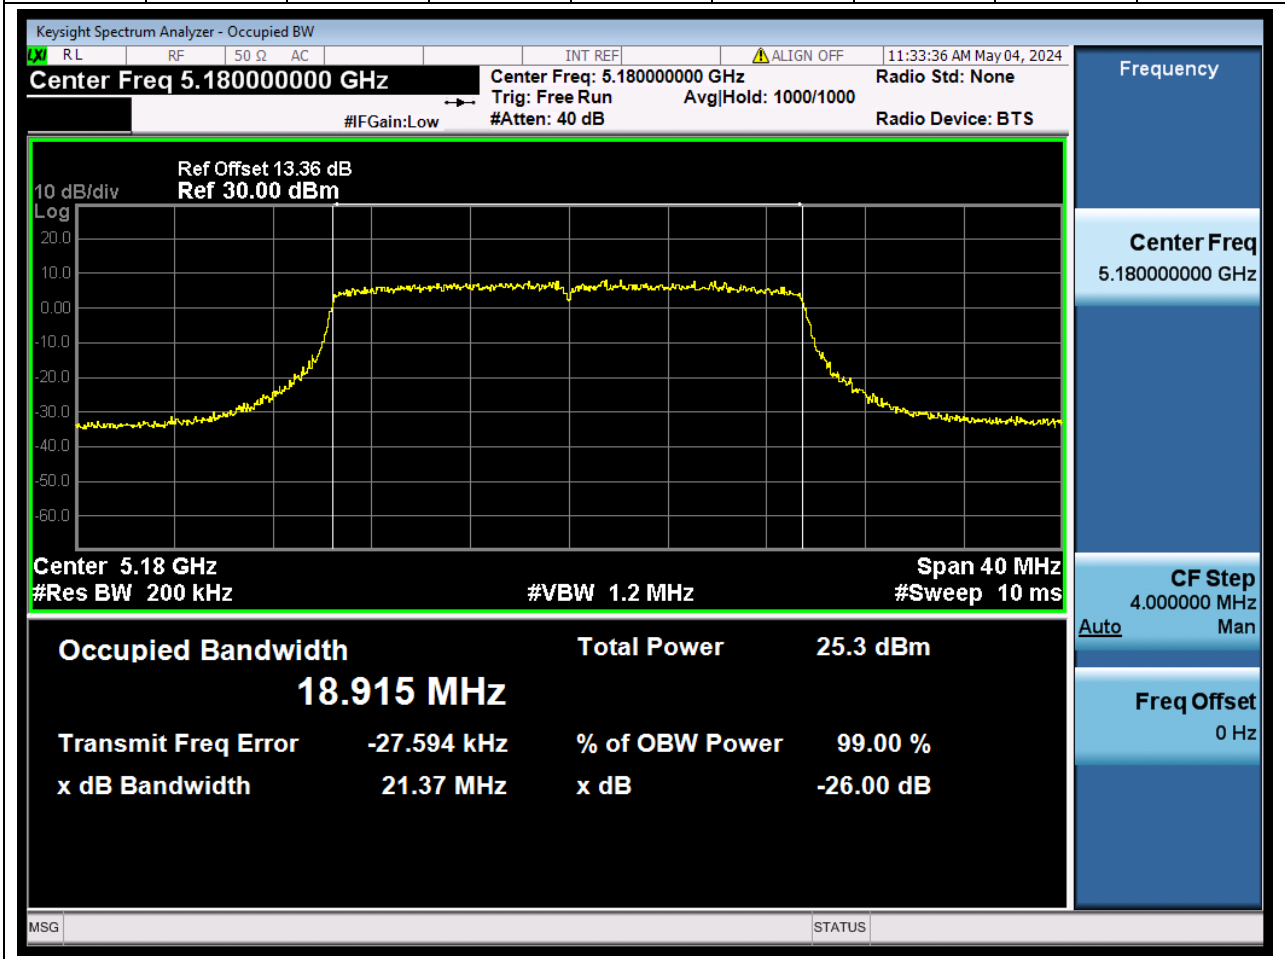 Keysight Spectrum Analyzer - Occupied BW
LXI RL RF 50 Ω AC INT REF ALIGN OFF 11:33:36 AM May 04, 2024
Center Freq 5.180000000 GHz
Center Freq: 5.180000000 GHz
Radio Std: None
Trig: Free Run Avg|Hold: 1000/1000
#IFGain:Low
#Atten: 40 dB
Radio Device: BTS
Ref Offset 13.36 dB
10 dB/div Ref 30.00 dBm
Log
20.0
10.0
0.00
-10.0
-20.0
-30.0
-40.0
-50.0
-60.0
Center 5.18 GHz Span 40 MHz
#Res BW 200 kHz #VBW 1.2 MHz #Sweep 10 ms
Occupied Bandwidth Total Power 25.3 dBm
18.915 MHz
Transmit Freq Error -27.594 kHz % of OBW Power 99.00 %
x dB Bandwidth 21.37 MHz x dB -26.00 dB
Frequency
Center Freq
5.180000000 GHz
CF Step
4.000000 MHz
Auto Man
Freq Offset
0 Hz
MSG STATUS